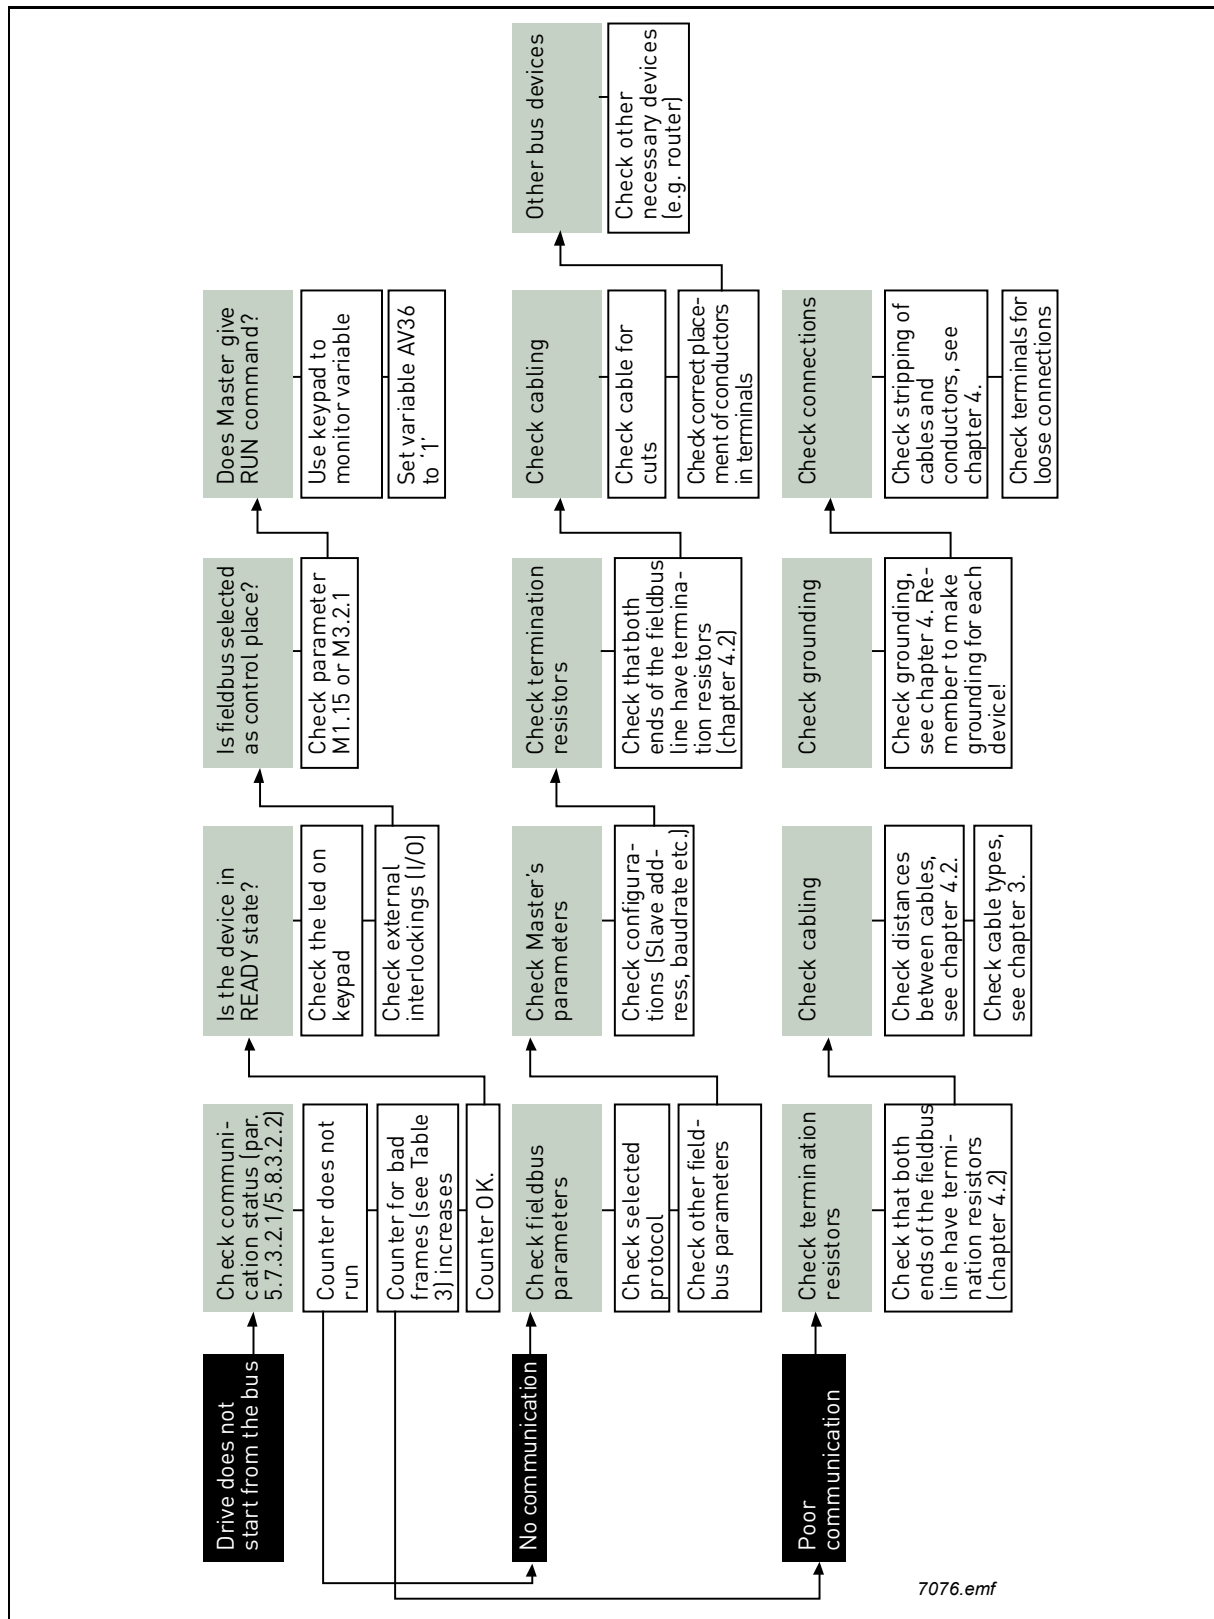 Drive does not
start from the bus
Check communi-
cation status (par.
5.7.3.2.1/5.8.3.2.2)
Counter does not
run
Counter for bad
frames (see Table
3) increases
Counter OK.
Is the device in
READY state?
Check the led on
keypad
Check external
interlockings (I/O)
Is fieldbus selected
as control place?
Check parameter
M1.15 or M3.2.1
Does Master give
RUN command?
Use keypad to
monitor variable
Set variable AV36
to ‘1’
No communication
Check fieldbus
parameters
Check selected
protocol
Check other field-
bus parameters
Check Master’s
parameters
Check configura-
tions (Slave add-
ress, baudrate etc.)
Check termination
resistors
Check that both
ends of the fieldbus
line have termina-
tion resistors
(chapter 4.2)
Check cabling
Check cable for
cuts
Check correct place-
ment of conductors
in terminals
Other bus devices
Check other
necessary devices
(e.g. router)
Poor
communication
Check termination
resistors
Check that both
ends of the fieldbus
line have termi-
nation resistors
(chapter 4.2)
Check cabling
Check distances
between cables,
see chapter 4.2.
Check cable types,
see chapter 3.
Check grounding
Check grounding,
see chapter 4. Re-
member to make
grounding for each
device!
Check connections
Check stripping of
cables and
conductors, see
chapter 4.
Check terminals for
loose connections
7076.emf